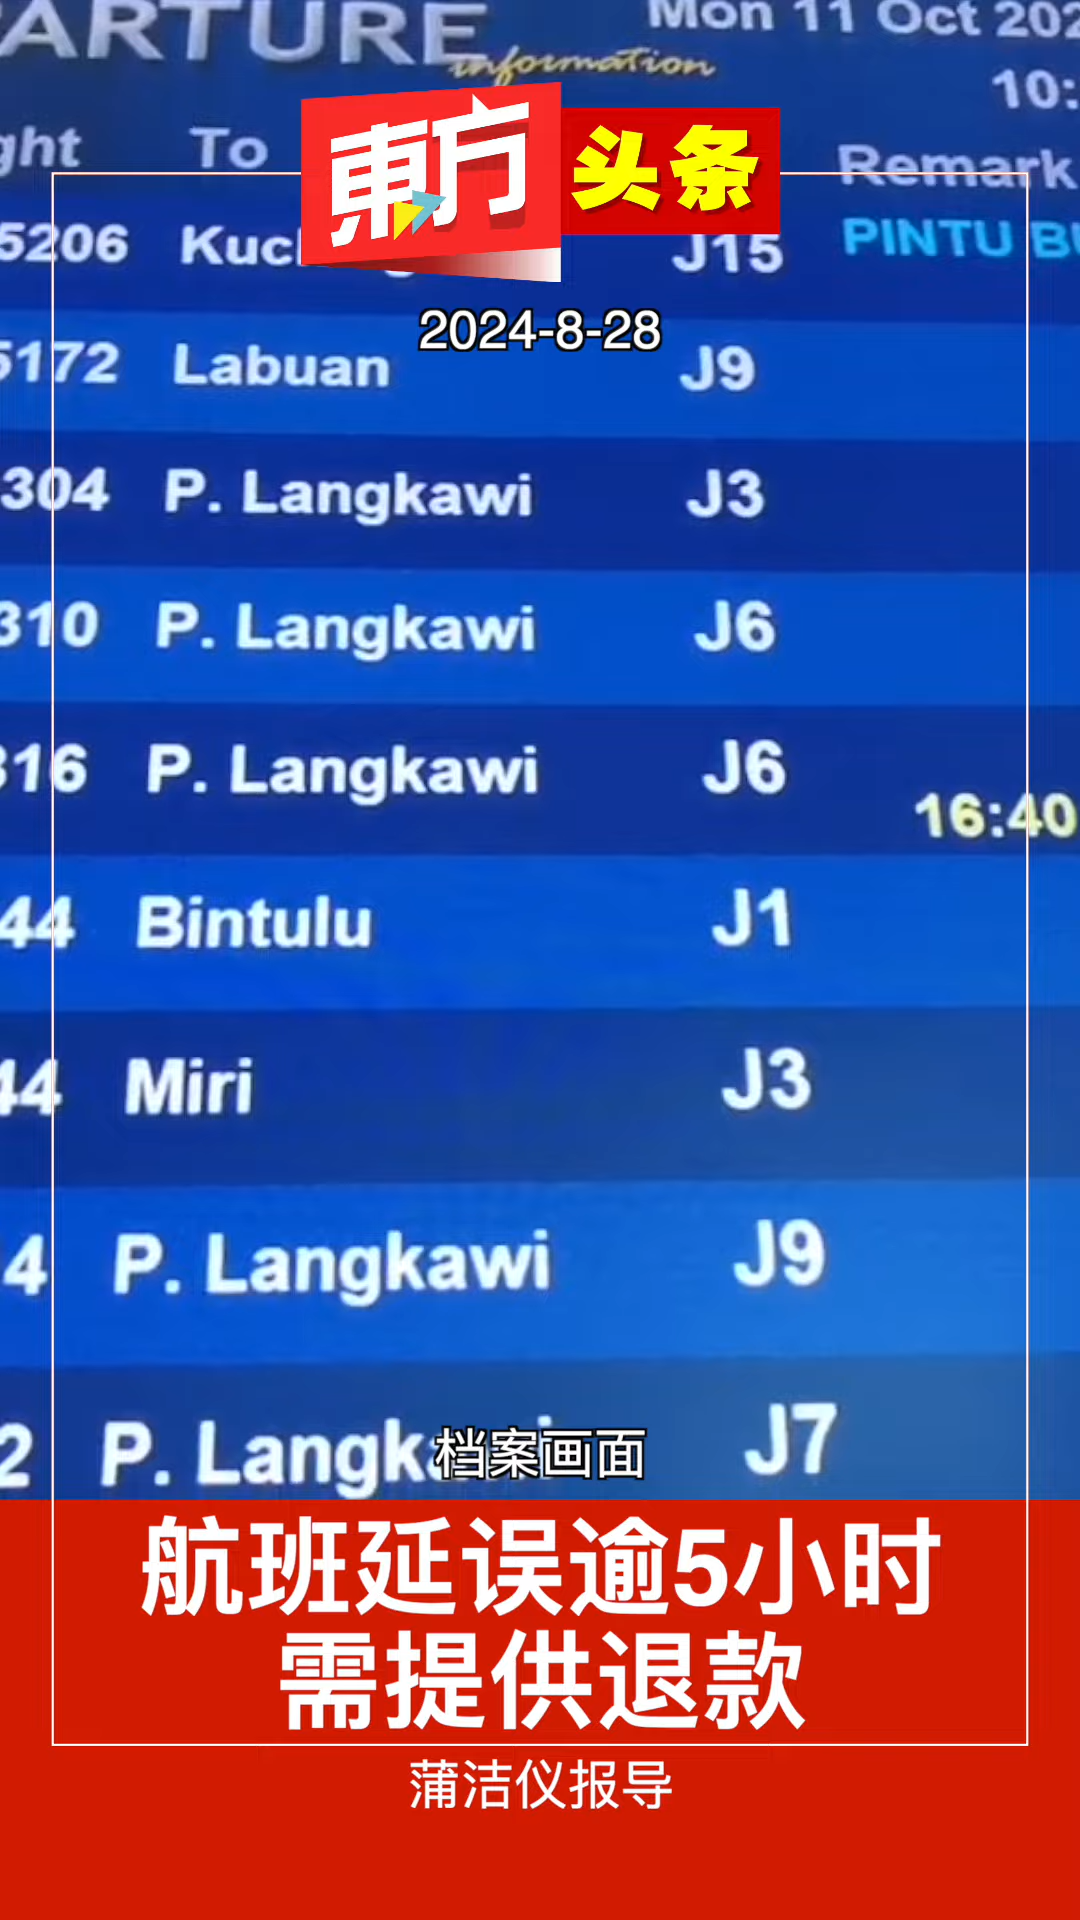 ARTURE
information
Mon 11 Oct 202
10:
ght To Remark
東方 头条
5206 Kuc J15 PINTU BU
2024-8-28
5172 Labuan J9
304 P. Langkawi J3
310 P. Langkawi J6
316 P. Langkawi J6
16:40
44 Bintulu J1
44 Miri J3
4 P. Langkawi J9
2 P. Langka i J7
档案画面
航班延误逾5小时
需提供退款
蒲洁仪报导